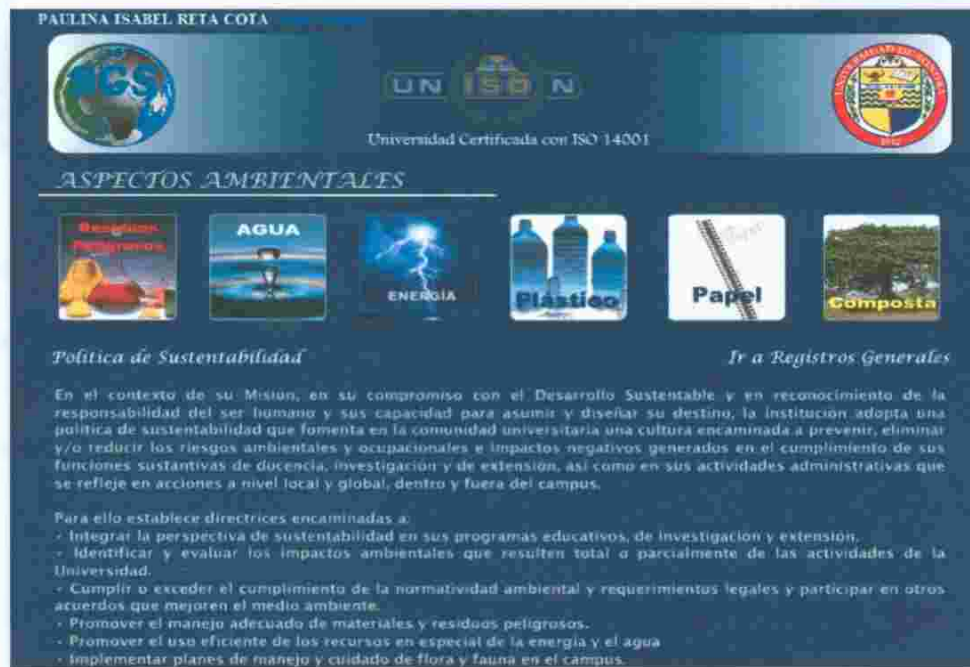 PAULINA ISABEL RETA COTA
SGS
UN ISO N
UNIVERSIDAD DE SONORA
1942
Universidad Certificada con ISO 14001
ASPECTOS AMBIENTALES
Residuos
Peligrosos
AGUA
ENERGÍA
Plástico
Papel
Composta
Política de Sustentabilidad
Ir a Registros Generales
En el contexto de su Misión, en su compromiso con el Desarrollo Sustentable y en reconocimiento de la
responsabilidad del ser humano y sus capacidad para asumir y diseñar su destino, la institución adopta una
política de sustentabilidad que fomenta en la comunidad universitaria una cultura encaminada a prevenir, eliminar
y/o reducir los riesgos ambientales y ocupacionales e impactos negativos generados en el cumplimiento de sus
funciones sustantivas de docencia, investigación y de extensión, así como en sus actividades administrativas que
se refleje en acciones a nivel local y global, dentro y fuera del campus.
Para ello establece directrices encaminadas a:
- Integrar la perspectiva de sustentabilidad en sus programas educativos, de investigación y extensión.
- Identificar y evaluar los impactos ambientales que resulten total o parcialmente de las actividades de la
Universidad.
- Cumplir o exceder el cumplimiento de la normatividad ambiental y requerimientos legales y participar en otros
acuerdos que mejoren el medio ambiente.
- Promover el manejo adecuado de materiales y residuos peligrosos.
- Promover el uso eficiente de los recursos en especial de la energía y el agua
- Implementar planes de manejo y cuidado de flora y fauna en el campus.